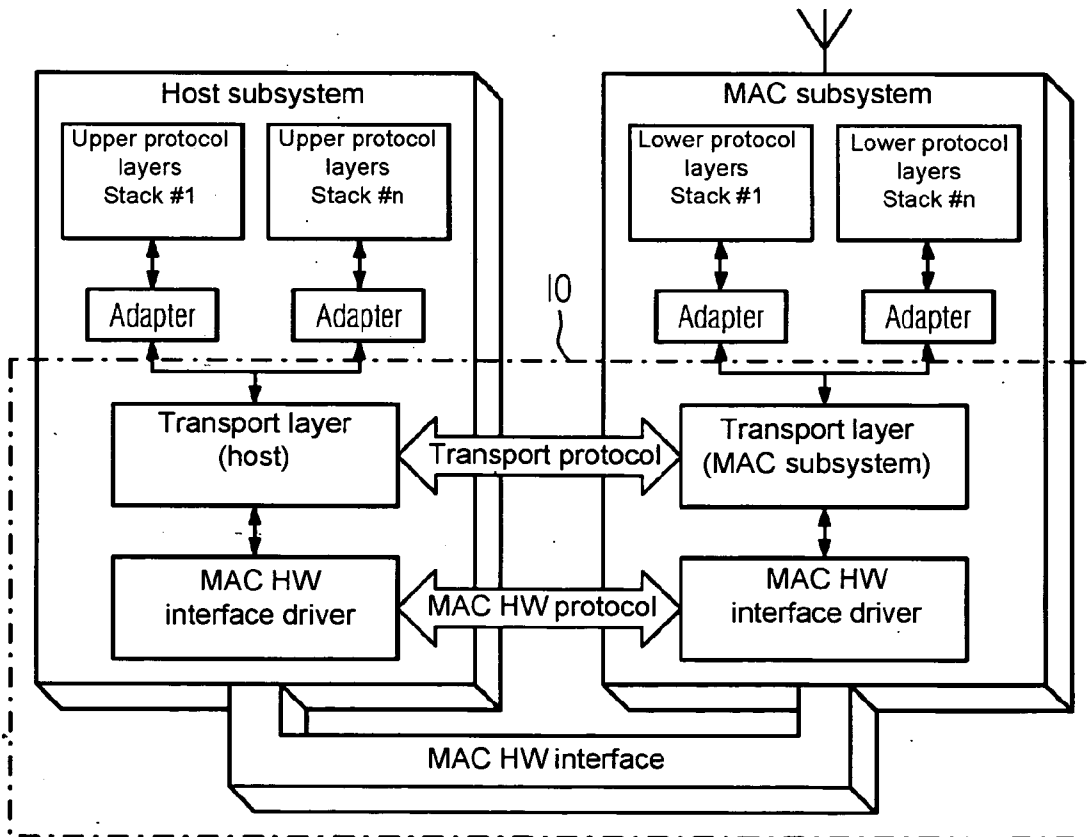 Host subsystem
Upper protocol
layers
Stack #1
Upper protocol
layers
Stack #n
Adapter
Adapter
MAC subsystem
Lower protocol
layers
Stack #1
Lower protocol
layers
Stack #n
Adapter
Adapter
10
Transport layer
(host)
Transport protocol
Transport layer
(MAC subsystem)
MAC HW
interface driver
MAC HW protocol
MAC HW
interface driver
MAC HW interface